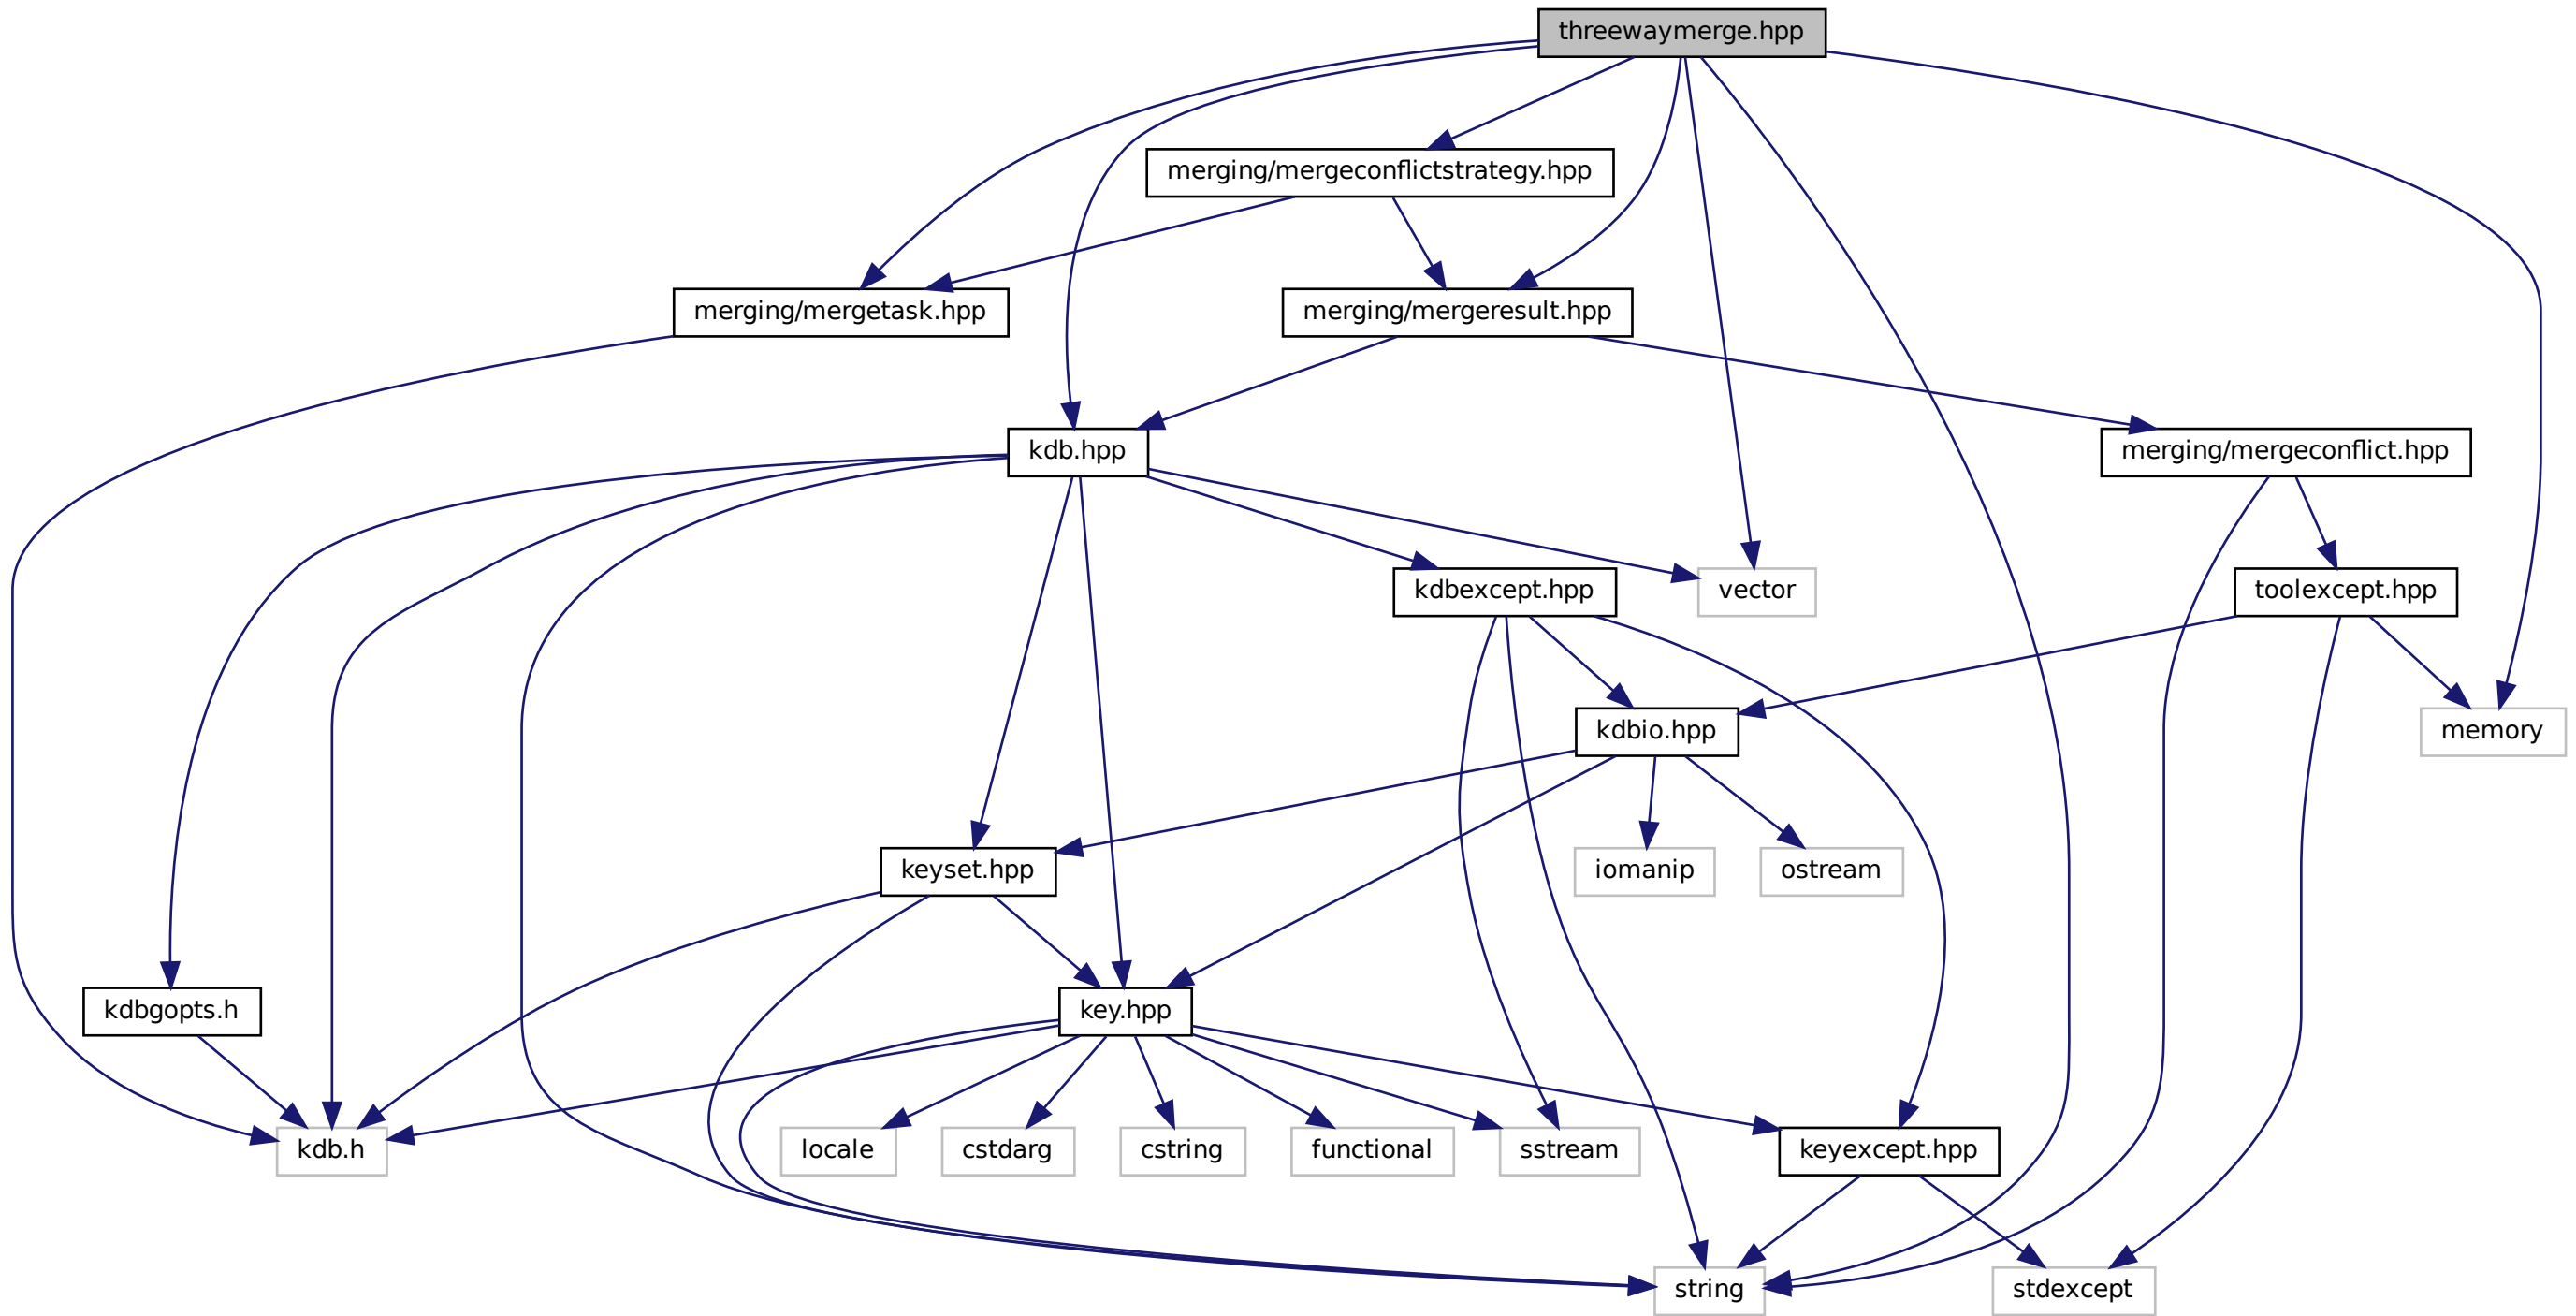 threewaymerge.hpp
merging/mergeconflictstrategy.hpp
merging/mergetask.hpp
merging/mergeresult.hpp
kdb.hpp
merging/mergeconflict.hpp
kdbexcept.hpp
vector
toolexcept.hpp
kdbio.hpp
memory
keyset.hpp
iomanip
ostream
kdbgopts.h
key.hpp
kdb.h
locale
cstdarg
cstring
functional
sstream
keyexcept.hpp
string
stdexcept